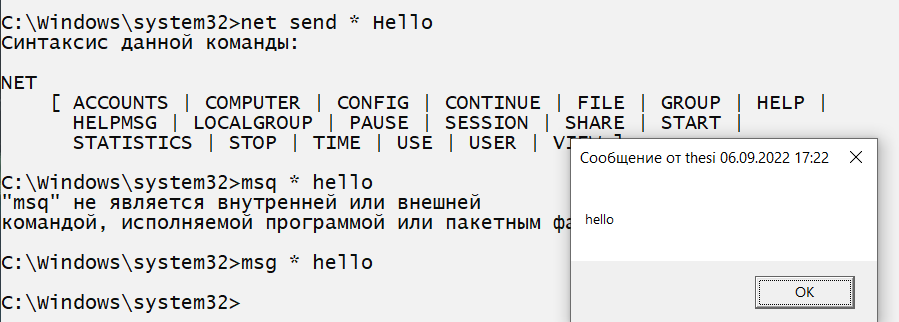 C:\Windows\system32>net send * Hello
Синтаксис данной команды:
NET
[ ACCOUNTS | COMPUTER | CONFIG | CONTINUE | FILE | GROUP | HELP |
HELPMSG | LOCALGROUP | PAUSE | SESSION | SHARE | START |
STATISTICS | STOP | TIME | USE | USER | VIEW ]
C:\Windows\system32>msq * hello
"msq" не является внутренней или внешней
командой, исполняемой программой или пакетным
C:\Windows\system32>msg * hello
C:\Windows\system32>
Сообщение от thesi 06.09.2022 17:22
hello
OK